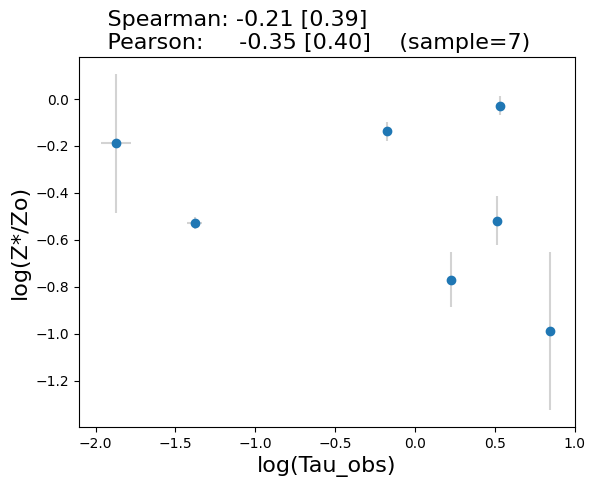 Spearman: -0.21 [0.39]
Pearson: -0.35 [0.40] (sample=7)
0.0
−0.2
−0.4
−0.6
−0.8
−1.0
−1.2
log(Z*/Zo)
−2.0 −1.5 −1.0 −0.5 0.0 0.5 1.0
log(Tau_obs)